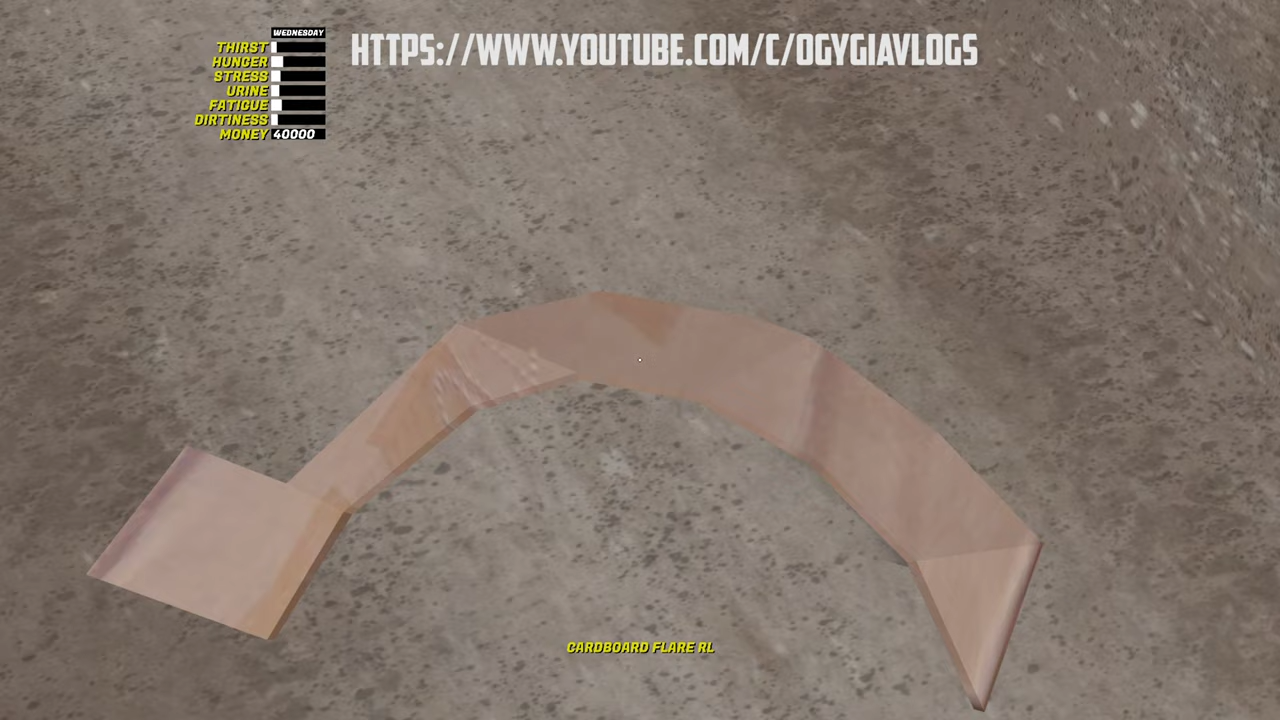 WEDNESDAY
THIRST
HUNGER
STRESS
URINE
FATIGUE
DIRTINESS
MONEY 40000
HTTPS://WWW.YOUTUBE.COM/C/OGYGIAVLOGS
CARDBOARD FLARE RL